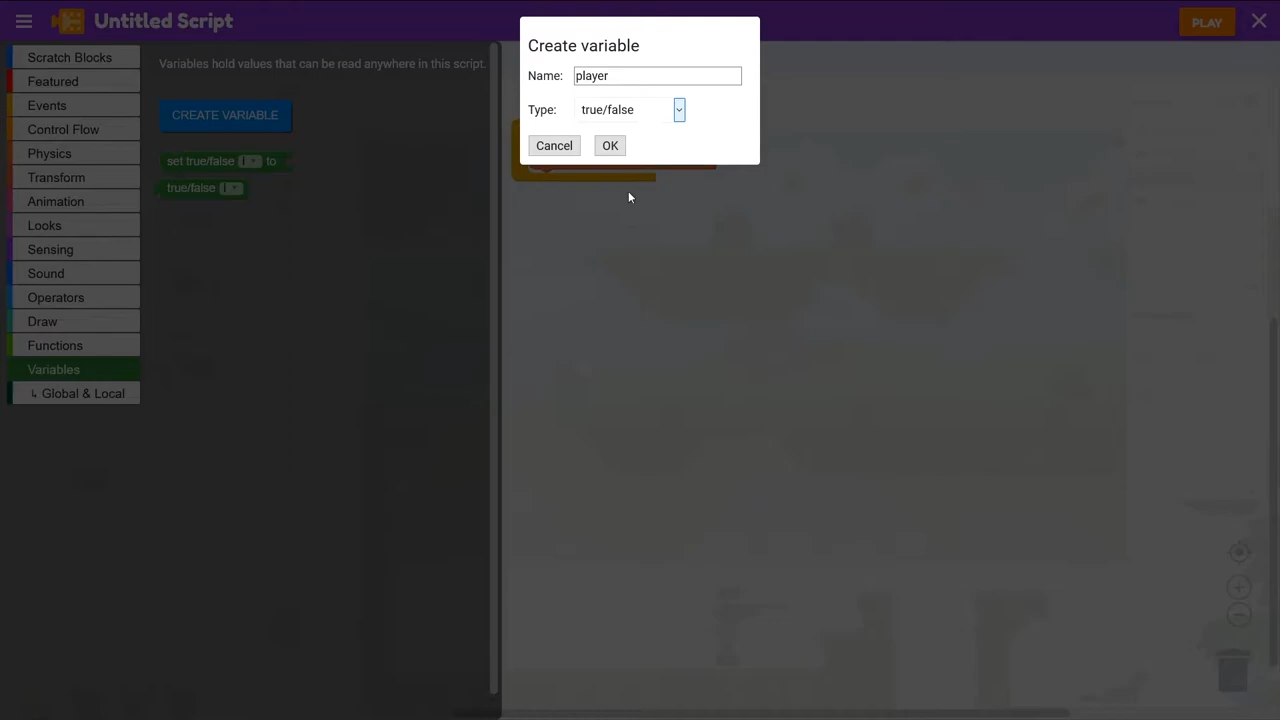 Untitled Script
PLAY
Create variable
Name: player
Type: true/false
Cancel OK
Scratch Blocks
Featured
Events
Control Flow
Physics
Transform
Animation
Looks
Sensing
Sound
Operators
Draw
Functions
Variables
↳ Global & Local
Variables hold values that can be read anywhere in this script.
CREATE VARIABLE
set true/false to
true/false